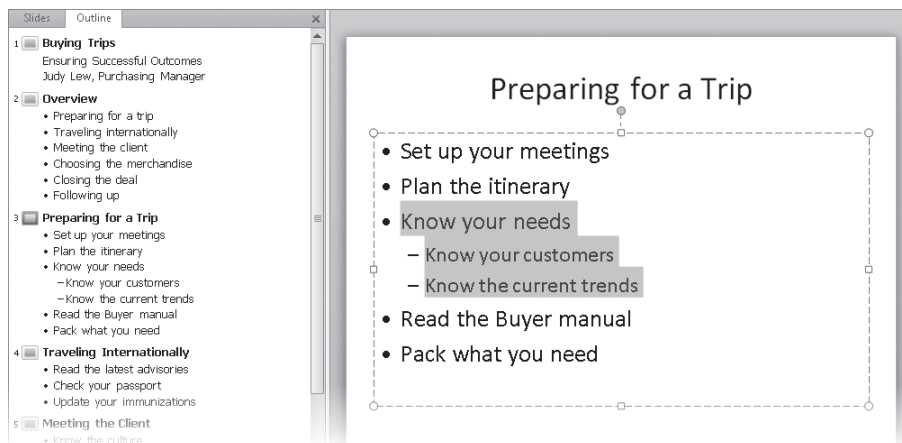 Slides Outline
1 Buying Trips
Ensuring Successful Outcomes
Judy Lew, Purchasing Manager
2 Overview
• Preparing for a trip
• Traveling internationally
• Meeting the client
• Choosing the merchandise
• Closing the deal
• Following up
3 Preparing for a Trip
• Set up your meetings
• Plan the itinerary
• Know your needs
– Know your customers
– Know the current trends
• Read the Buyer manual
• Pack what you need
4 Traveling Internationally
• Read the latest advisories
• Check your passport
• Update your immunizations
5 Meeting the Client
• Know the culture
Preparing for a Trip
• Set up your meetings
• Plan the itinerary
• Know your needs
– Know your customers
– Know the current trends
• Read the Buyer manual
• Pack what you need